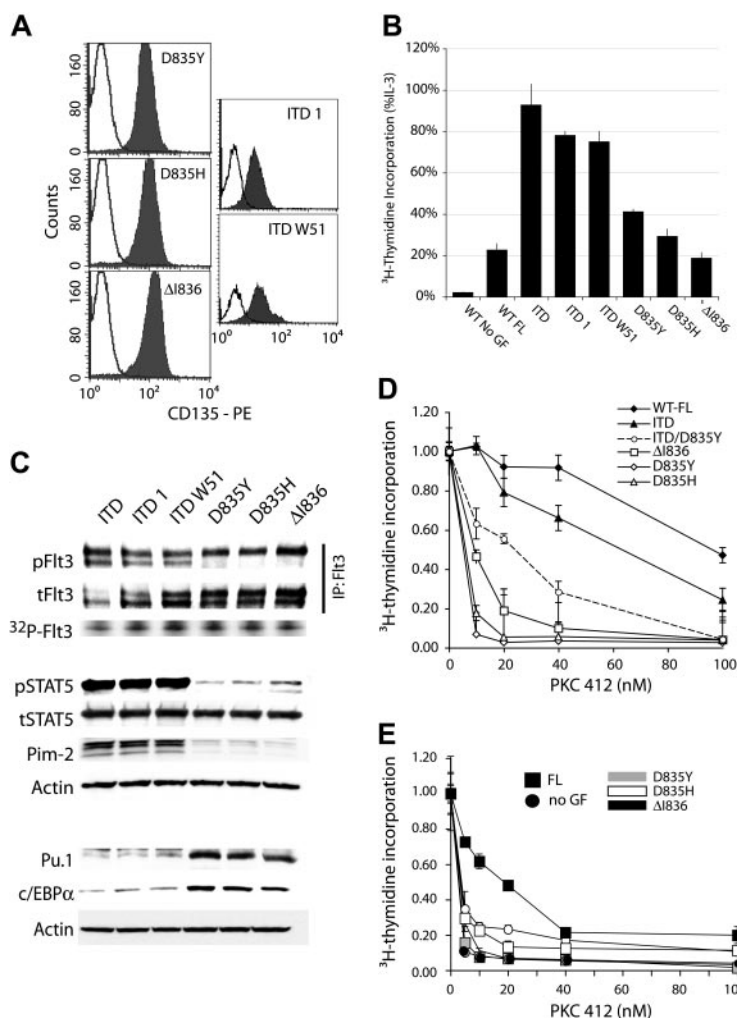 A
D835Y
D835H
ΔI836
ITD 1
ITD W51
Counts
160
80
0
160
80
0
160
80
0
10⁰
10²
10⁴
10⁰
10²
10⁴
CD135 - PE
B
³H-Thymidine Incorporation (%IL-3)
120%
100%
80%
60%
40%
20%
0%
WT No GF
WT FL
ITD
ITD 1
ITD W51
D835Y
D835H
ΔI836
C
ITD
ITD 1
ITD W51
D835Y
D835H
ΔI836
pFlt3
tFlt3
³²P-Flt3
IP: Flt3
pSTAT5
tSTAT5
Pim-2
Actin
Pu.1
c/EBPα
Actin
D
³H-thymidine incorporation
1.20
1.00
0.80
0.60
0.40
0.20
0.00
WT-FL
ITD
ITD/D835Y
ΔI836
D835Y
D835H
0
20
40
60
80
100
PKC 412 (nM)
E
³H-thymidine incorporation
1.20
1.00
0.80
0.60
0.40
0.20
0.00
FL
no GF
D835Y
D835H
ΔI836
0
20
40
60
80
100
PKC 412 (nM)